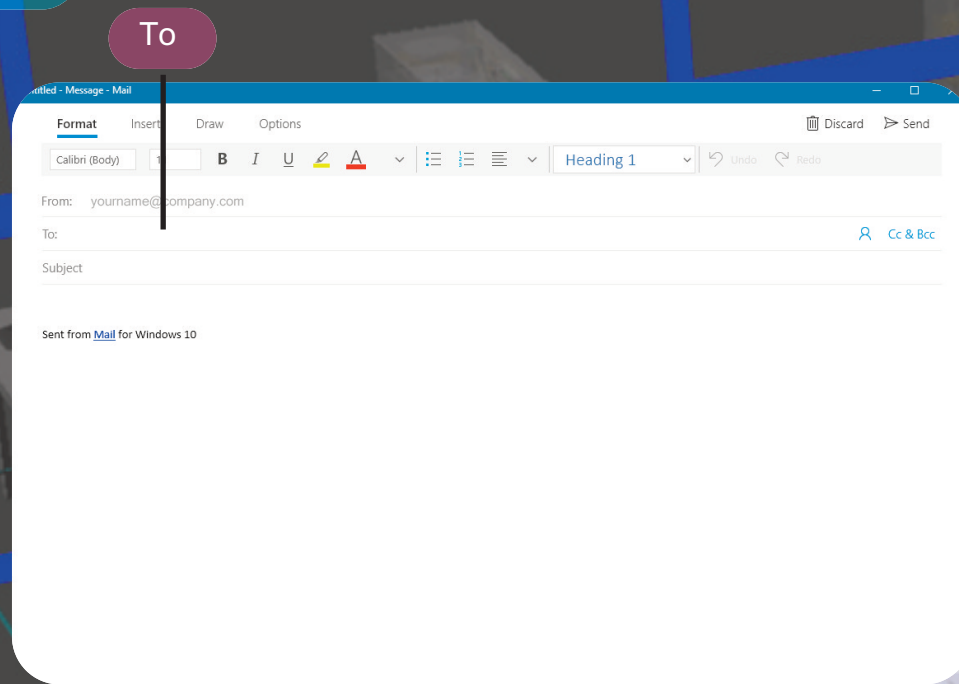 To
ntitled - Message - Mail
Format Insert Draw Options Discard Send
Calibri (Body) B I U A Heading 1 Undo Redo
From: yourname@company.com
To: Cc & Bcc
Subject
Sent from Mail for Windows 10